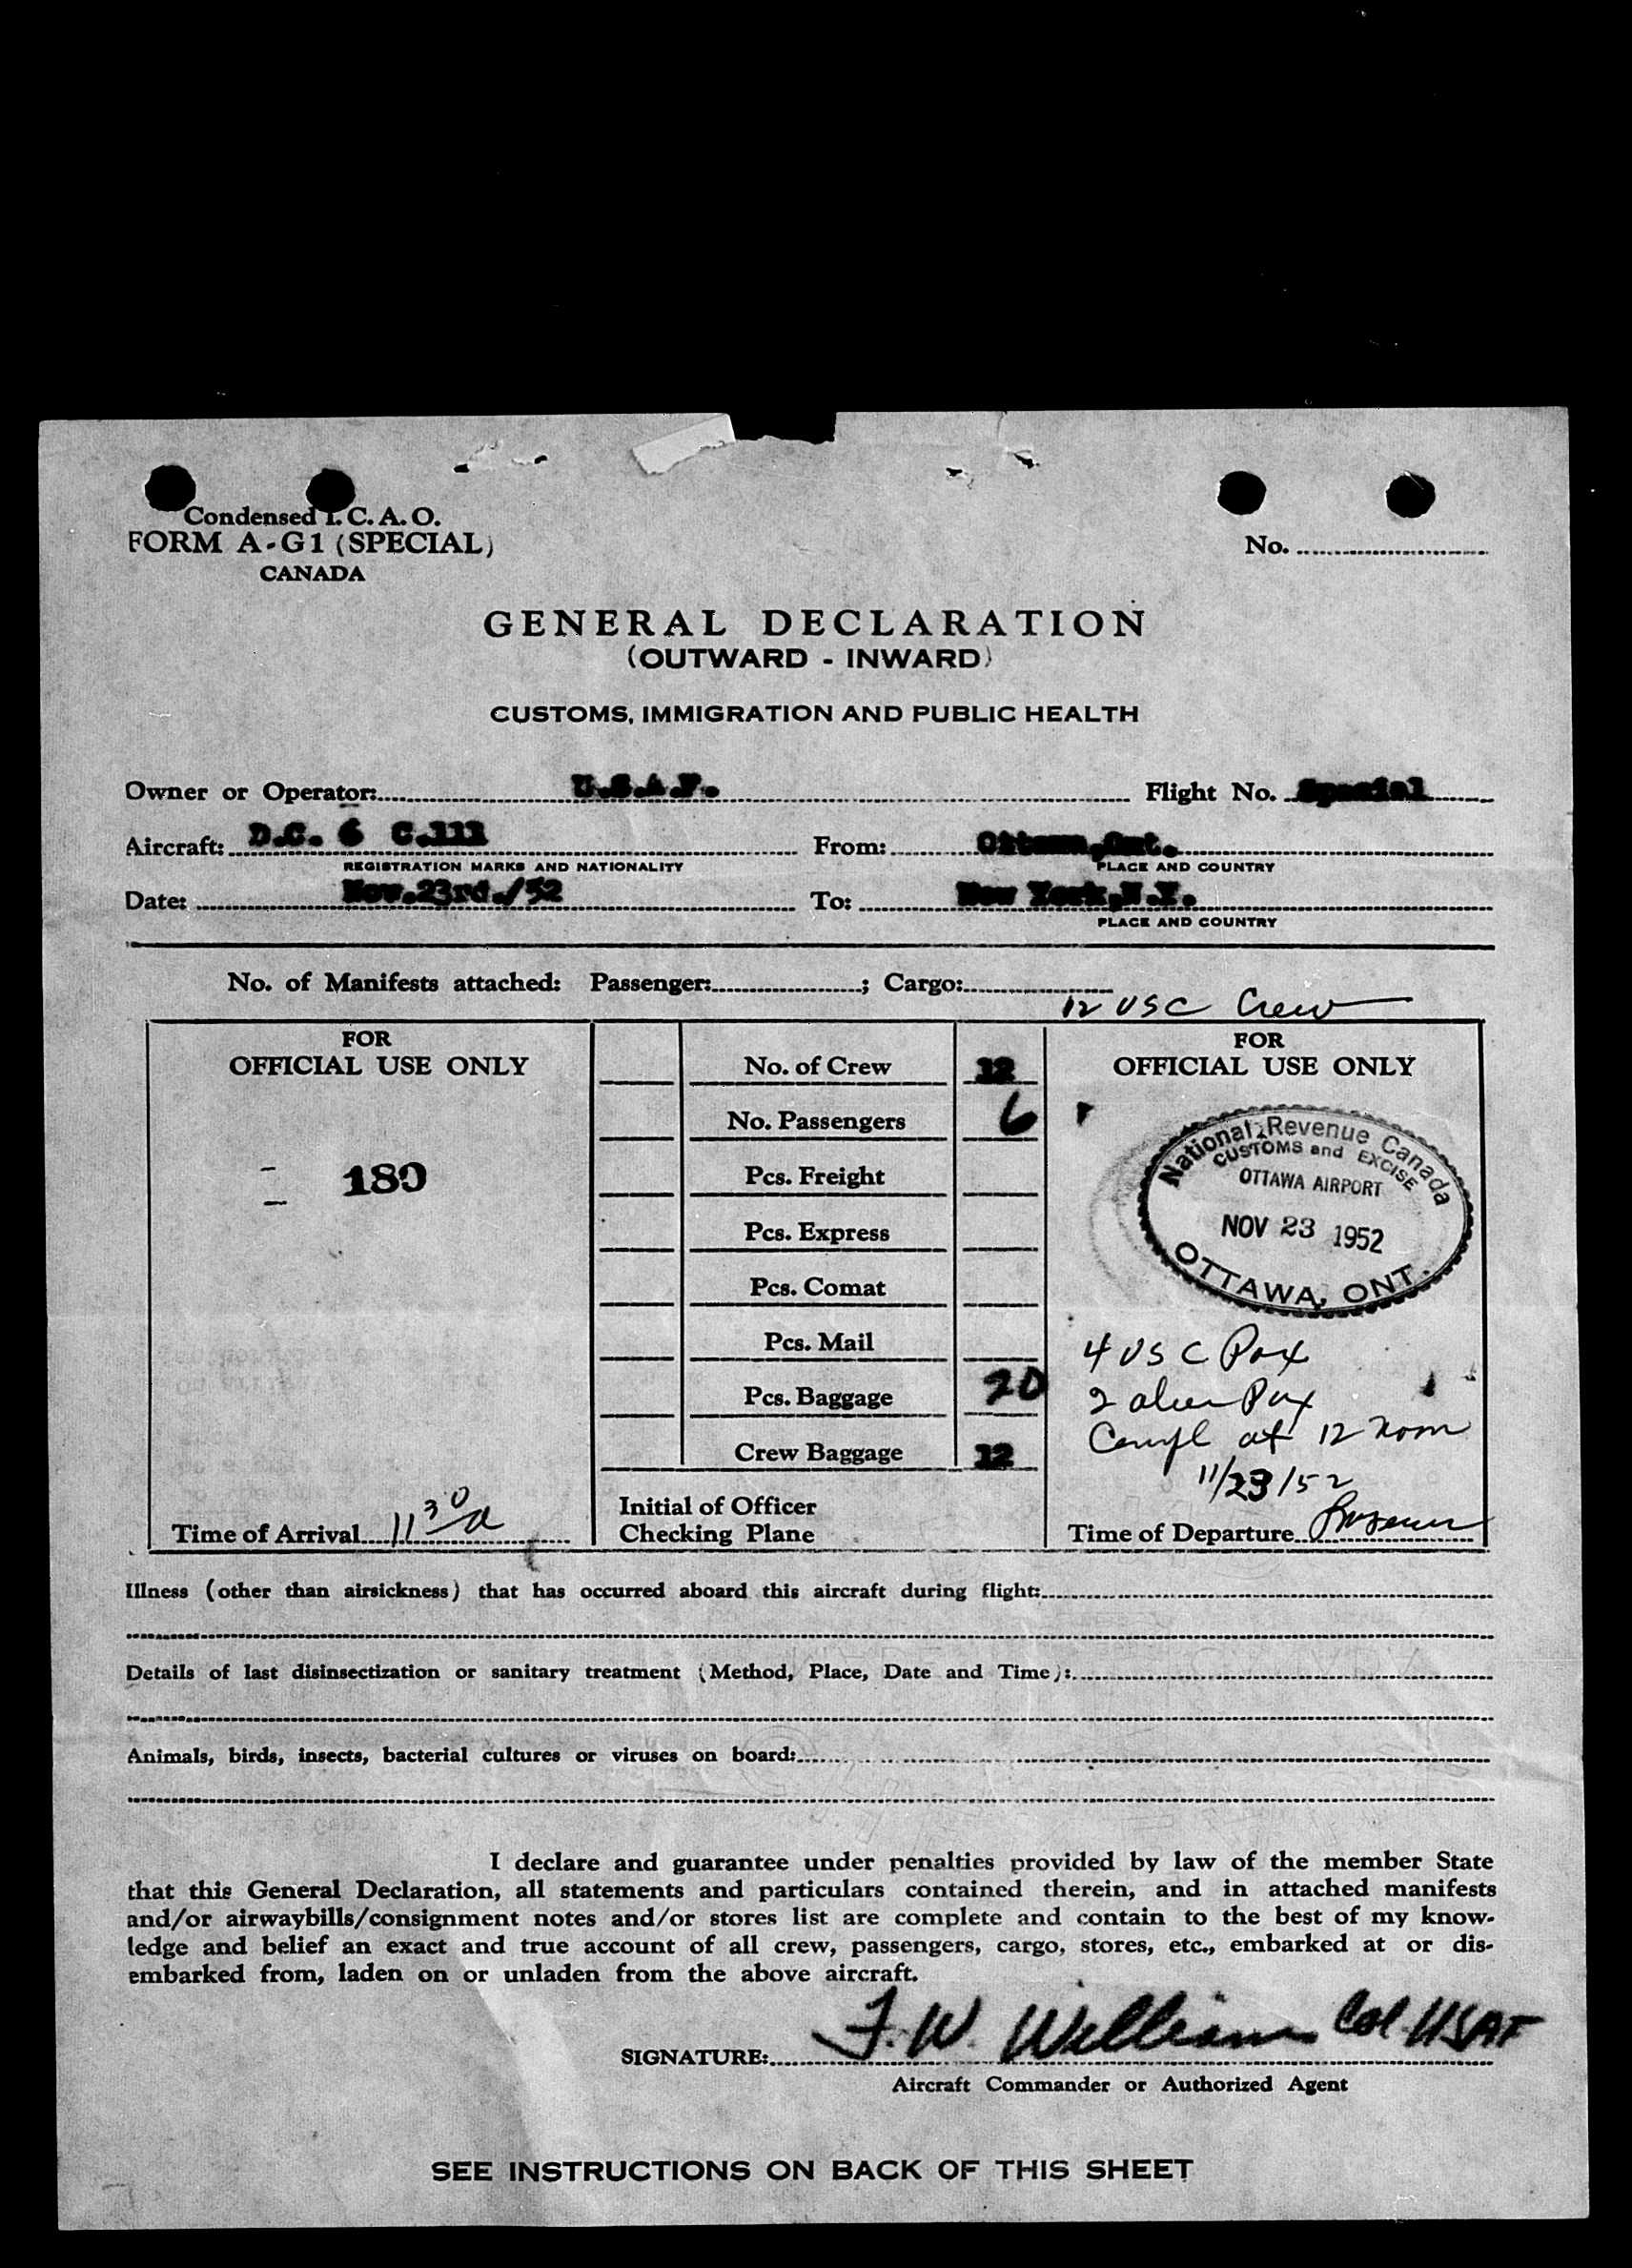 Condensed I. C. A. O.
FORM A-G1 (SPECIAL)
CANADA
No.
GENERAL DECLARATION
(OUTWARD - INWARD)
CUSTOMS, IMMIGRATION AND PUBLIC HEALTH
Owner or Operator: U.S.A.F. Flight No. Special
Aircraft: D.C. 6 C.111 From: Ottawa,Ont.
REGISTRATION MARKS AND NATIONALITY PLACE AND COUNTRY
Date: Nov.23rd./52 To: New York,N.Y.
PLACE AND COUNTRY
No. of Manifests attached: Passenger: ; Cargo:
12 USC Crew
FOR
OFFICIAL USE ONLY
180
Time of Arrival 11 30 a
No. of Crew 12
No. Passengers 6
Pcs. Freight
Pcs. Express
Pcs. Comat
Pcs. Mail
Pcs. Baggage 20
Crew Baggage 12
Initial of Officer
Checking Plane
FOR
OFFICIAL USE ONLY
National Revenue Canada
CUSTOMS and EXCISE
OTTAWA AIRPORT
NOV 23 1952
OTTAWA, ONT.
4 USC Pax
2 alien Pax
Compl at 12 noon
11/23/52
Time of Departure
Illness (other than airsickness) that has occurred aboard this aircraft during flight:
Details of last disinsectization or sanitary treatment (Method, Place, Date and Time):
Animals, birds, insects, bacterial cultures or viruses on board:
I declare and guarantee under penalties provided by law of the member State
that this General Declaration, all statements and particulars contained therein, and in attached manifests
and/or airwaybills/consignment notes and/or stores list are complete and contain to the best of my know-
ledge and belief an exact and true account of all crew, passengers, cargo, stores, etc., embarked at or dis-
embarked from, laden on or unladen from the above aircraft.
SIGNATURE: F. W. Williams Col USAF
Aircraft Commander or Authorized Agent
SEE INSTRUCTIONS ON BACK OF THIS SHEET